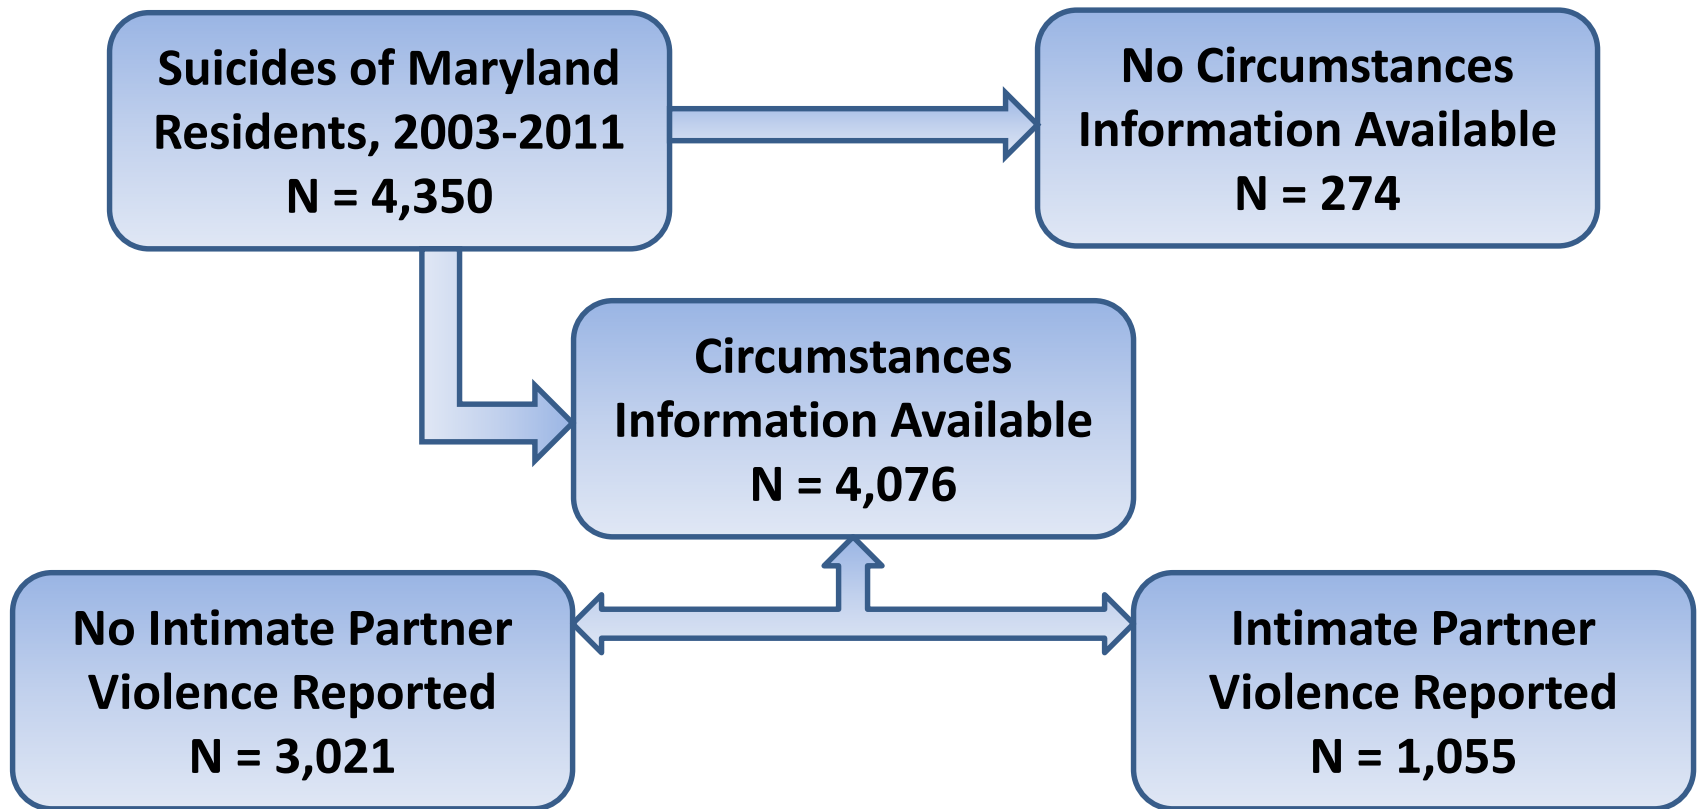 Suicides of Maryland
Residents, 2003-2011
N = 4,350
No Circumstances
Information Available
N = 274
Circumstances
Information Available
N = 4,076
No Intimate Partner
Violence Reported
N = 3,021
Intimate Partner
Violence Reported
N = 1,055